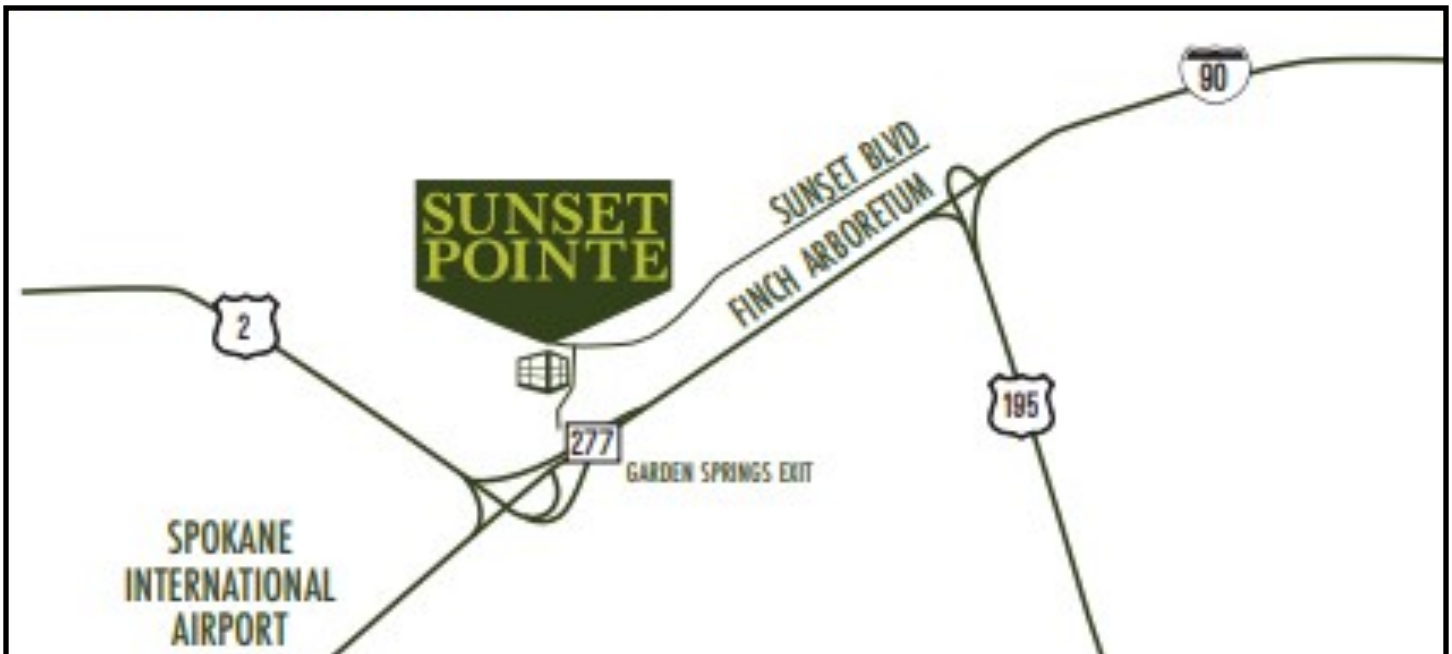 90
SUNSET BLVD.
FINCH ARBORETUM
SUNSET
POINTE
2
195
277
GARDEN SPRINGS EXIT
SPOKANE
INTERNATIONAL
AIRPORT